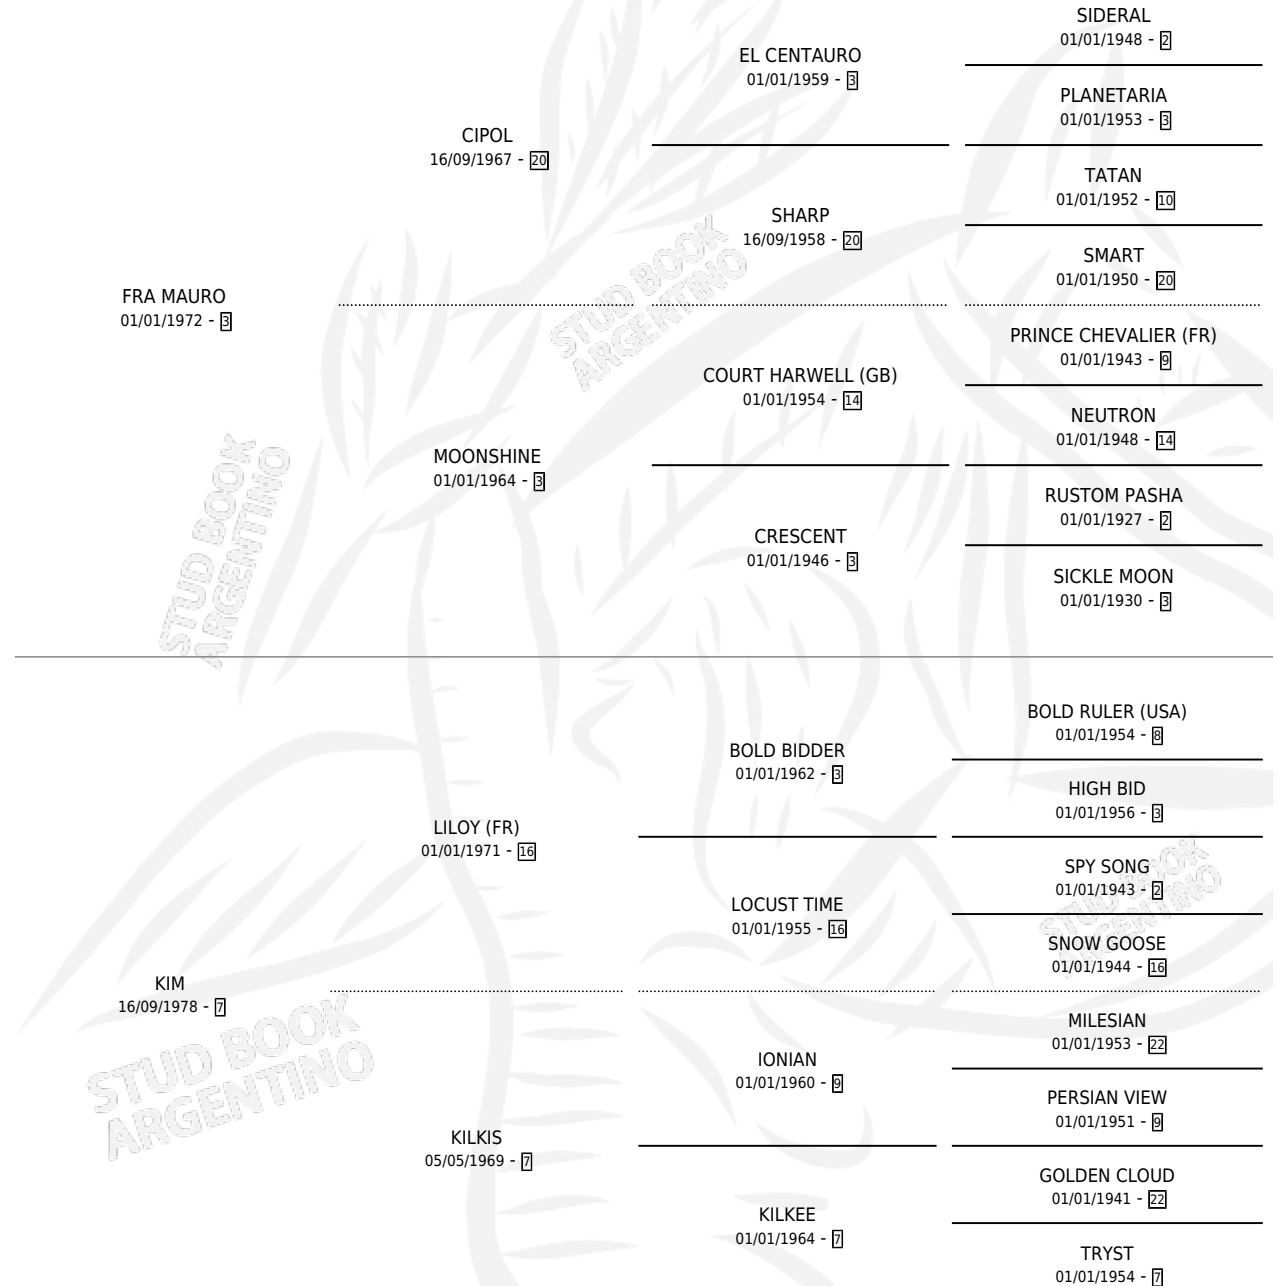 SIDERAL
01/01/1948 - 2
EL CENTAURO
01/01/1959 - 3
PLANETARIA
01/01/1953 - 3
CIPOL
16/09/1967 - 20
TATAN
01/01/1952 - 10
SHARP
16/09/1958 - 20
SMART
01/01/1950 - 20
FRA MAURO
01/01/1972 - 3
PRINCE CHEVALIER (FR)
01/01/1943 - 9
COURT HARWELL (GB)
01/01/1954 - 14
NEUTRON
01/01/1948 - 14
MOONSHINE
01/01/1964 - 3
RUSTOM PASHA
01/01/1927 - 2
CRESCENT
01/01/1946 - 3
SICKLE MOON
01/01/1930 - 3
BOLD RULER (USA)
01/01/1954 - 8
BOLD BIDDER
01/01/1962 - 3
HIGH BID
01/01/1956 - 3
LILOY (FR)
01/01/1971 - 16
SPY SONG
01/01/1943 - 2
LOCUST TIME
01/01/1955 - 16
SNOW GOOSE
01/01/1944 - 16
KIM
16/09/1978 - 7
MILESIAN
01/01/1953 - 22
IONIAN
01/01/1960 - 9
PERSIAN VIEW
01/01/1951 - 9
KILKIS
05/05/1969 - 7
GOLDEN CLOUD
01/01/1941 - 22
KILKEE
01/01/1964 - 7
TRYST
01/01/1954 - 7
STUD BOOK
ARGENTINO
STUD BOOK
ARGENTINO
STUD BOOK
ARGENTINO
STUD BOOK
ARGENTINO